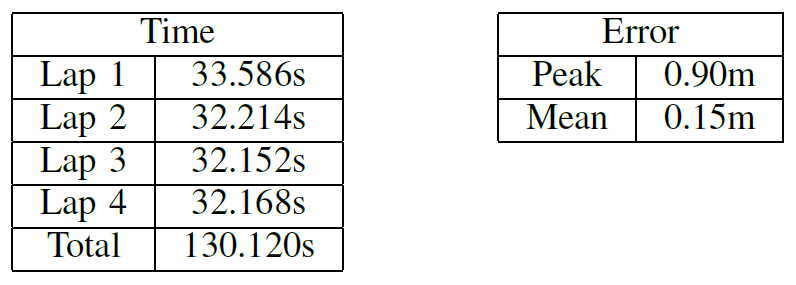 Time
Lap 1 33.586s
Lap 2 32.214s
Lap 3 32.152s
Lap 4 32.168s
Total 130.120s
Error
Peak 0.90m
Mean 0.15m